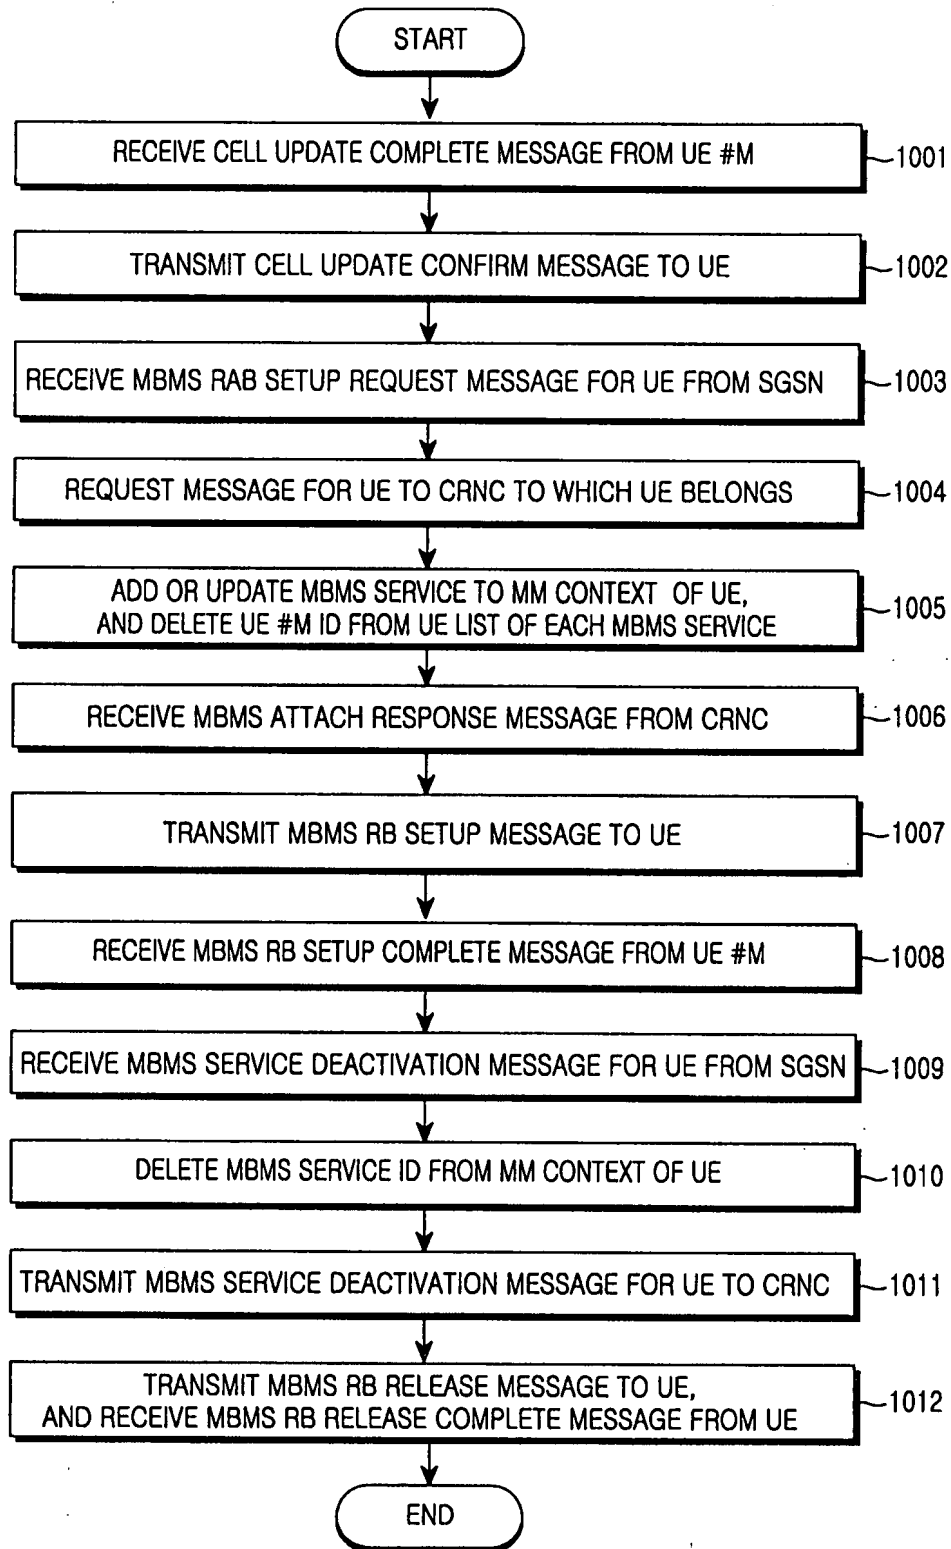 START
RECEIVE CELL UPDATE COMPLETE MESSAGE FROM UE #M
1001
TRANSMIT CELL UPDATE CONFIRM MESSAGE TO UE
1002
RECEIVE MBMS RAB SETUP REQUEST MESSAGE FOR UE FROM SGSN
1003
REQUEST MESSAGE FOR UE TO CRNC TO WHICH UE BELONGS
1004
ADD OR UPDATE MBMS SERVICE TO MM CONTEXT OF UE,
AND DELETE UE #M ID FROM UE LIST OF EACH MBMS SERVICE
1005
RECEIVE MBMS ATTACH RESPONSE MESSAGE FROM CRNC
1006
TRANSMIT MBMS RB SETUP MESSAGE TO UE
1007
RECEIVE MBMS RB SETUP COMPLETE MESSAGE FROM UE #M
1008
RECEIVE MBMS SERVICE DEACTIVATION MESSAGE FOR UE FROM SGSN
1009
DELETE MBMS SERVICE ID FROM MM CONTEXT OF UE
1010
TRANSMIT MBMS SERVICE DEACTIVATION MESSAGE FOR UE TO CRNC
1011
TRANSMIT MBMS RB RELEASE MESSAGE TO UE,
AND RECEIVE MBMS RB RELEASE COMPLETE MESSAGE FROM UE
1012
END